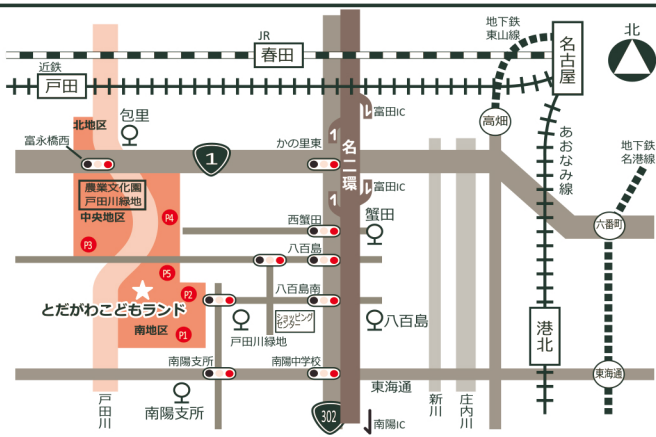 JR
春田
近鉄
戸田
地下鉄
東山線
名古屋
北
高畑
あおなみ線
地下鉄
名港線
六番町
港北
東海通
北地区
包里
富永橋西
1
かの里東
富田IC
1
名二環
富田IC
1
農業文化園
戸田川緑地
中央地区
P4
P3
西蟹田
蟹田
八百島
P5
P2
八百島南
とだがわこどもランド
戸田川緑地
ショッピング
センター
八百島
南地区
P1
南陽支所
南陽中学校
東海通
戸田川
南陽支所
302
南陽IC
新川
庄内川